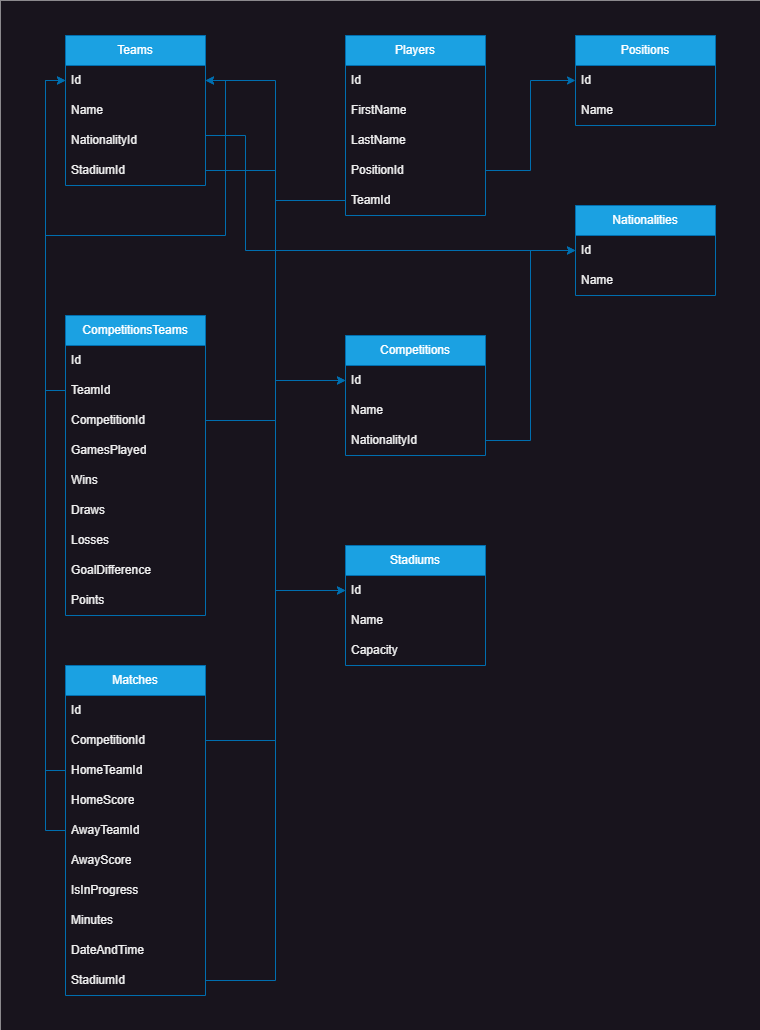 Teams
Id
Name
NationalityId
StadiumId
Players
Id
FirstName
LastName
PositionId
TeamId
Positions
Id
Name
Nationalities
Id
Name
CompetitionsTeams
Id
TeamId
CompetitionId
GamesPlayed
Wins
Draws
Losses
GoalDifference
Points
Competitions
Id
Name
NationalityId
Stadiums
Id
Name
Capacity
Matches
Id
CompetitionId
HomeTeamId
HomeScore
AwayTeamId
AwayScore
IsInProgress
Minutes
DateAndTime
StadiumId